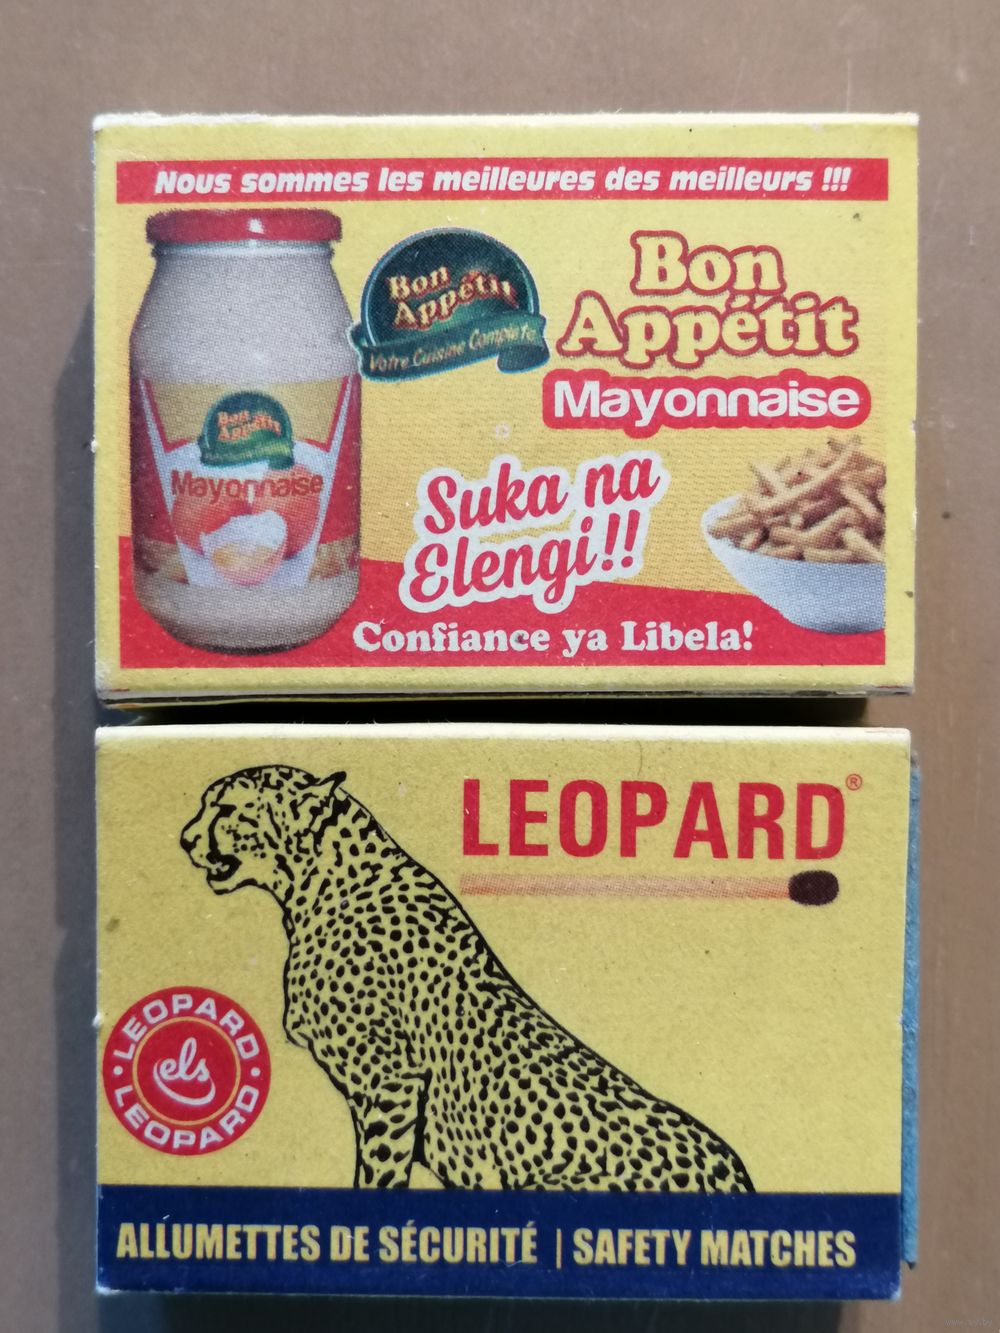 Nous sommes les meilleures des meilleurs !!!
Bon
Appétit
Votre Cuisine Complete
Bon
Appétit
Mayonnaise
Bon
Appétit
Mayonnaise
Suka na
Elengi!!
Confiance ya Libela!
LEOPARD®
LEOPARD
els
LEOPARD
ALLUMETTES DE SÉCURITÉ | SAFETY MATCHES